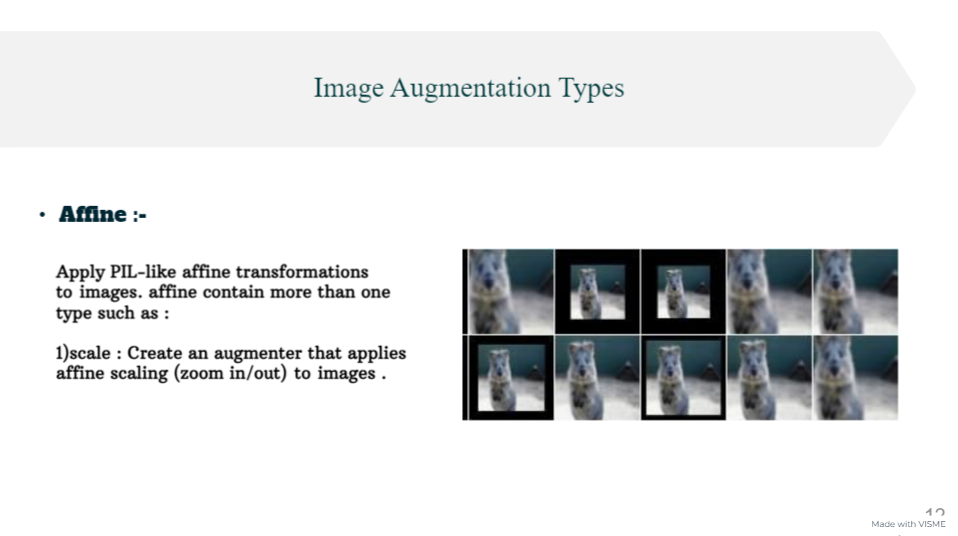 Image Augmentation Types
• Affine :-
Apply PIL-like affine transformations
to images. affine contain more than one
type such as :
1)scale : Create an augmenter that applies
affine scaling (zoom in/out) to images .
Made with VISME